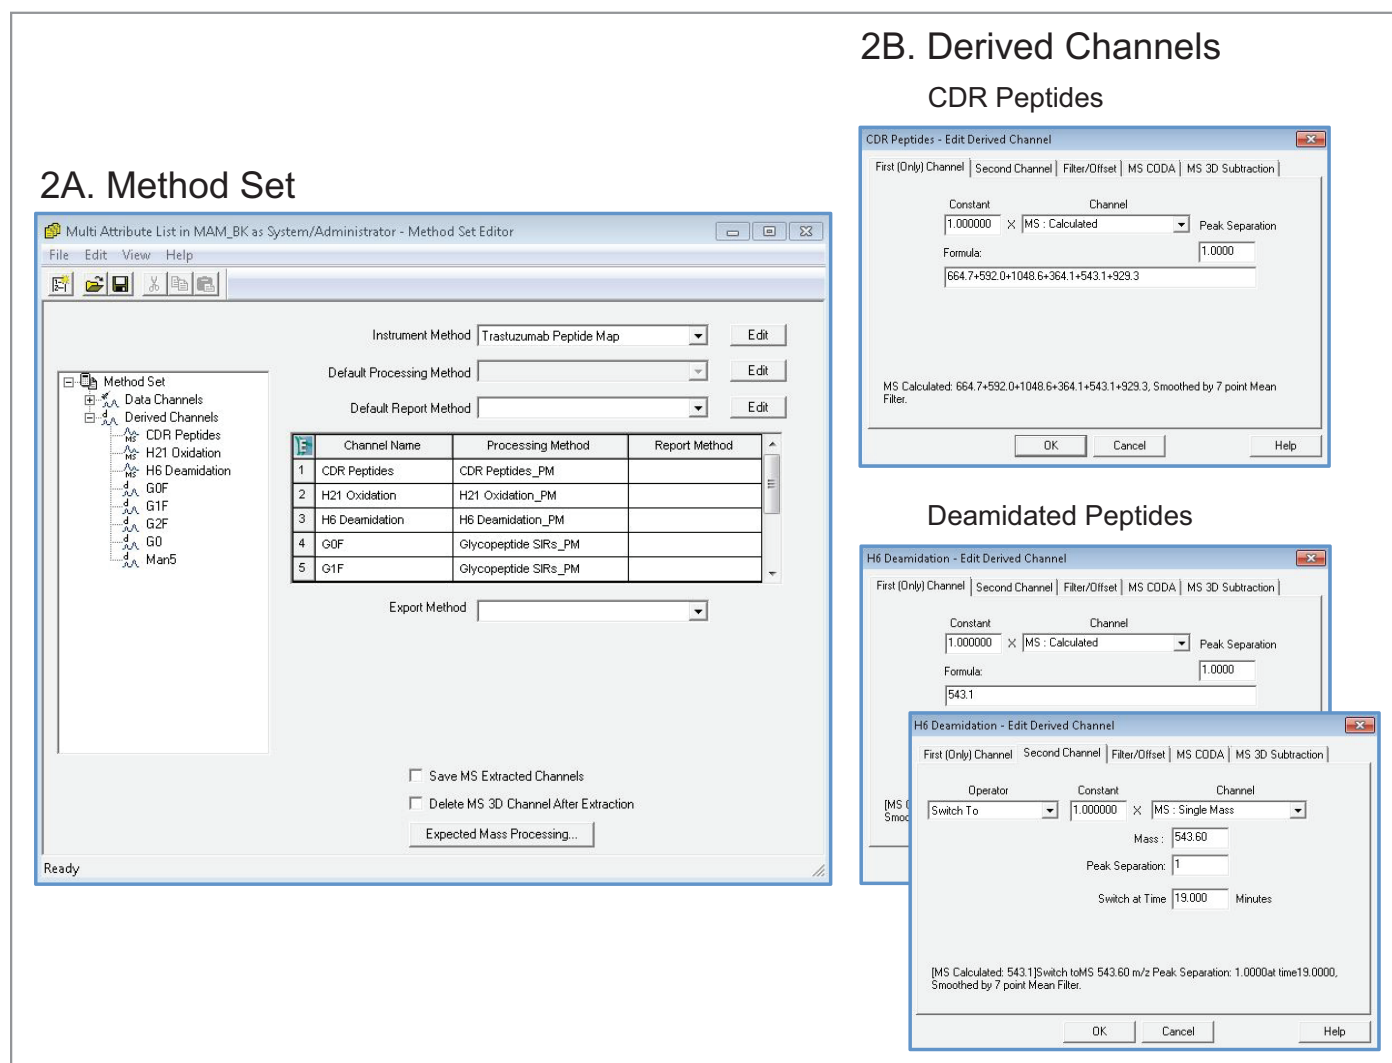 2B. Derived Channels
CDR Peptides
CDR Peptides - Edit Derived Channel
First (Only) Channel Second Channel Filter/Offset MS CODA MS 3D Subtraction
Constant Channel
1.000000 X MS : Calculated Peak Separation
Formula: 1.0000
664.7+592.0+1048.6+364.1+543.1+929.3
MS Calculated: 664.7+592.0+1048.6+364.1+543.1+929.3, Smoothed by 7 point Mean
Filter.
OK Cancel Help
2A. Method Set
Multi Attribute List in MAM_BK as System/Administrator - Method Set Editor
File Edit View Help
Instrument Method Trastuzumab Peptide Map Edit
Default Processing Method Edit
Default Report Method Edit
Method Set
Data Channels
Derived Channels
CDR Peptides
H21 Oxidation
H6 Deamidation
G0F
G1F
G2F
G0
Man5
Channel Name Processing Method Report Method
1 CDR Peptides CDR Peptides_PM
2 H21 Oxidation H21 Oxidation_PM
3 H6 Deamidation H6 Deamidation_PM
4 G0F Glycopeptide SIRs_PM
5 G1F Glycopeptide SIRs_PM
Export Method
Save MS Extracted Channels
Delete MS 3D Channel After Extraction
Expected Mass Processing...
Ready
Deamidated Peptides
H6 Deamidation - Edit Derived Channel
First (Only) Channel Second Channel Filter/Offset MS CODA MS 3D Subtraction
Constant Channel
1.000000 X MS : Calculated Peak Separation
Formula: 1.0000
543.1
[MS
Smoo
H6 Deamidation - Edit Derived Channel
First (Only) Channel Second Channel Filter/Offset MS CODA MS 3D Subtraction
Operator Constant Channel
Switch To 1.000000 X MS : Single Mass
Mass : 543.60
Peak Separation: 1
Switch at Time 19.000 Minutes
[MS Calculated: 543.1]Switch toMS 543.60 m/z Peak Separation: 1.0000at time19.0000,
Smoothed by 7 point Mean Filter.
OK Cancel Help